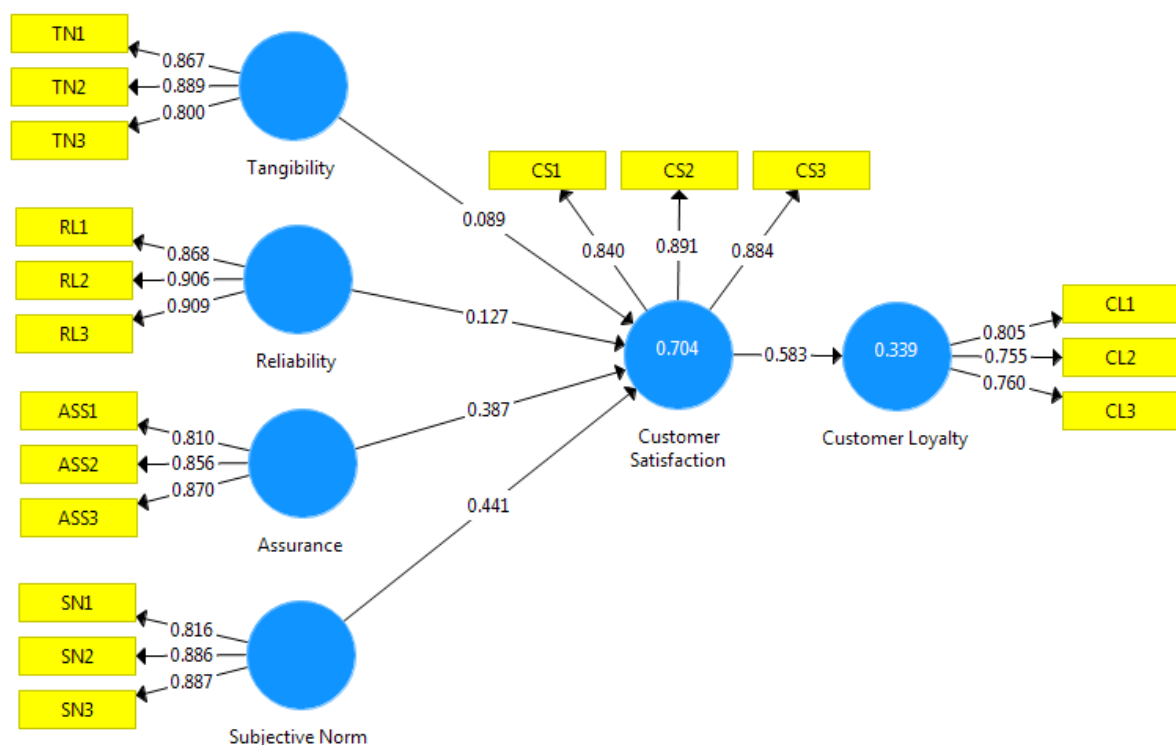 TN1
0.867
TN2
0.889
TN3
0.800
Tangibility
CS1
CS2
CS3
0.089
0.840
0.891
0.884
RL1
0.868
RL2
0.906
RL3
0.909
Reliability
0.127
0.704
0.583
0.339
Customer
Satisfaction
Customer Loyalty
0.805
CL1
0.755
CL2
0.760
CL3
ASS1
0.810
ASS2
0.856
ASS3
0.870
Assurance
0.387
0.441
SN1
0.816
SN2
0.886
SN3
0.887
Subjective Norm